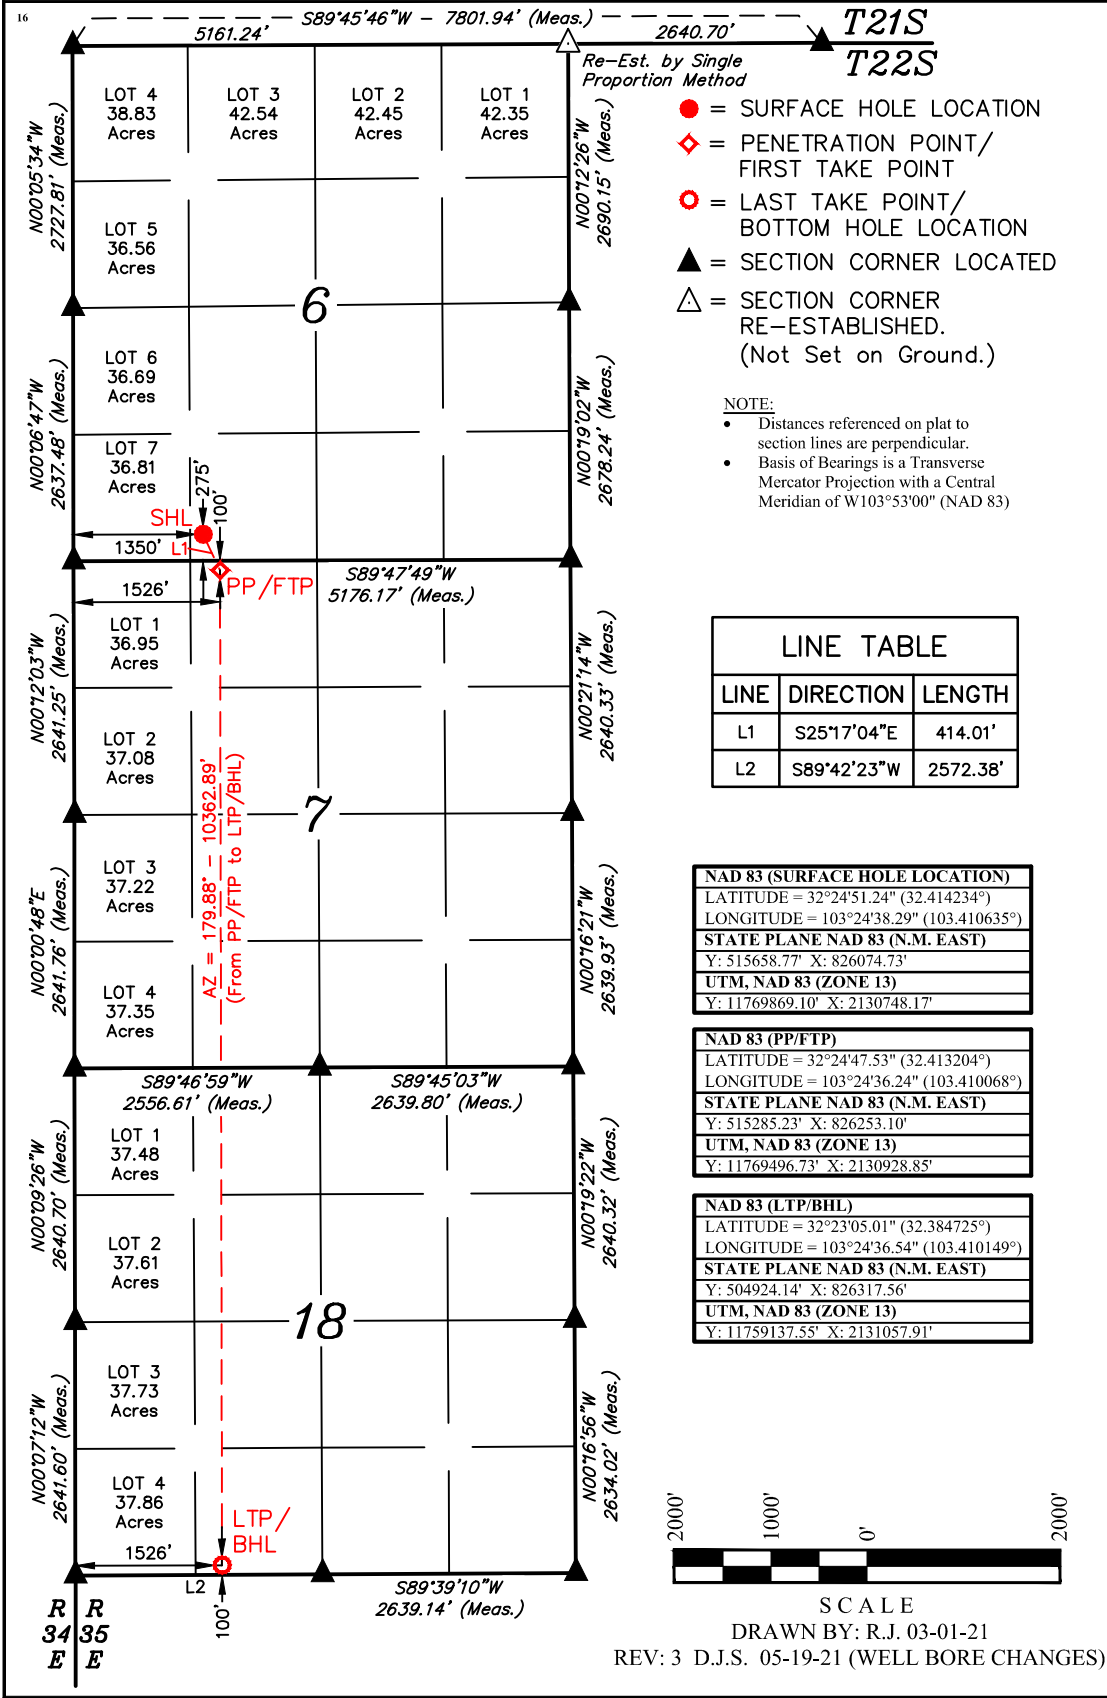 16
S89°45'46"W - 7801.94' (Meas.)
5161.24'
2640.70'
T21S
T22S
Re-Est. by Single
Proportion Method
LOT 4
38.83
Acres
LOT 3
42.54
Acres
LOT 2
42.45
Acres
LOT 1
42.35
Acres
N00°05'34"W
2727.81' (Meas.)
N00°12'26"W
2690.15' (Meas.)
LOT 5
36.56
Acres
6
LOT 6
36.69
Acres
N00°06'47"W
2637.48' (Meas.)
N00°19'02"W
2678.24' (Meas.)
LOT 7
36.81
Acres
275'
100'
SHL
1350'
L1
PP/FTP
1526'
S89°47'49"W
5176.17' (Meas.)
LOT 1
36.95
Acres
N00°12'03"W
2641.25' (Meas.)
N00°21'14"W
2640.33' (Meas.)
LOT 2
37.08
Acres
7
AZ = 179.88° - 10362.89'
(From PP/FTP to LTP/BHL)
LOT 3
37.22
Acres
N00°00'48"E
2641.76' (Meas.)
N00°16'21"W
2639.93' (Meas.)
LOT 4
37.35
Acres
S89°46'59"W
2556.61' (Meas.)
S89°45'03"W
2639.80' (Meas.)
LOT 1
37.48
Acres
N00°09'26"W
2640.70' (Meas.)
N00°19'22"W
2640.32' (Meas.)
LOT 2
37.61
Acres
18
LOT 3
37.73
Acres
N00°07'12"W
2641.60' (Meas.)
N00°16'56"W
2634.02' (Meas.)
LOT 4
37.86
Acres
LTP/
BHL
1526'
L2
100'
S89°39'10"W
2639.14' (Meas.)
R R
34 35
E E
= SURFACE HOLE LOCATION
= PENETRATION POINT/
FIRST TAKE POINT
= LAST TAKE POINT/
BOTTOM HOLE LOCATION
= SECTION CORNER LOCATED
= SECTION CORNER
RE-ESTABLISHED.
(Not Set on Ground.)
NOTE:
• Distances referenced on plat to
section lines are perpendicular.
• Basis of Bearings is a Transverse
Mercator Projection with a Central
Meridian of W103°53'00" (NAD 83)
LINE TABLE
LINE DIRECTION LENGTH
L1 S25°17'04"E 414.01'
L2 S89°42'23"W 2572.38'
NAD 83 (SURFACE HOLE LOCATION)
LATITUDE = 32°24'51.24" (32.414234°)
LONGITUDE = 103°24'38.29" (103.410635°)
STATE PLANE NAD 83 (N.M. EAST)
Y: 515658.77' X: 826074.73'
UTM, NAD 83 (ZONE 13)
Y: 11769869.10' X: 2130748.17'
NAD 83 (PP/FTP)
LATITUDE = 32°24'47.53" (32.413204°)
LONGITUDE = 103°24'36.24" (103.410068°)
STATE PLANE NAD 83 (N.M. EAST)
Y: 515285.23' X: 826253.10'
UTM, NAD 83 (ZONE 13)
Y: 11769496.73' X: 2130928.85'
NAD 83 (LTP/BHL)
LATITUDE = 32°23'05.01" (32.384725°)
LONGITUDE = 103°24'36.54" (103.410149°)
STATE PLANE NAD 83 (N.M. EAST)
Y: 504924.14' X: 826317.56'
UTM, NAD 83 (ZONE 13)
Y: 11759137.55' X: 2131057.91'
2000' 1000' 0' 2000'
SCALE
DRAWN BY: R.J. 03-01-21
REV: 3 D.J.S. 05-19-21 (WELL BORE CHANGES)